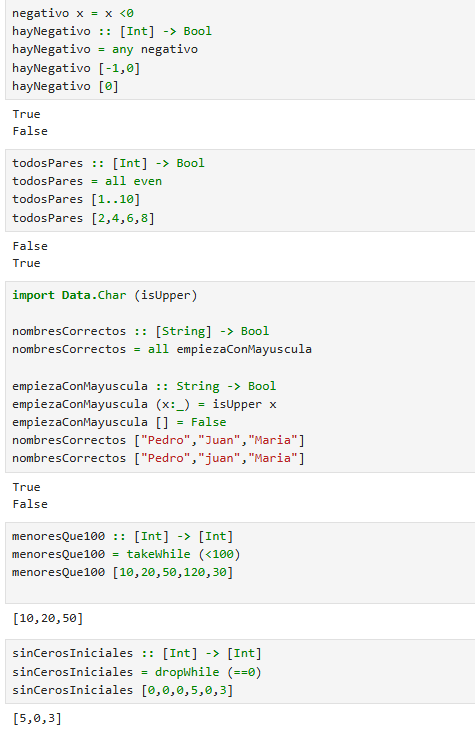 negativo x = x <0
hayNegativo :: [Int] -> Bool
hayNegativo = any negativo
hayNegativo [-1,0]
hayNegativo [0]
True
False
todosPares :: [Int] -> Bool
todosPares = all even
todosPares [1..10]
todosPares [2,4,6,8]
False
True
import Data.Char (isUpper)
nombresCorrectos :: [String] -> Bool
nombresCorrectos = all empiezaConMayuscula
empiezaConMayuscula :: String -> Bool
empiezaConMayuscula (x:_) = isUpper x
empiezaConMayuscula [] = False
nombresCorrectos ["Pedro","Juan","Maria"]
nombresCorrectos ["Pedro","juan","Maria"]
True
False
menoresQue100 :: [Int] -> [Int]
menoresQue100 = takeWhile (<100)
menoresQue100 [10,20,50,120,30]
[10,20,50]
sinCerosIniciales :: [Int] -> [Int]
sinCerosIniciales = dropWhile (==0)
sinCerosIniciales [0,0,0,5,0,3]
[5,0,3]